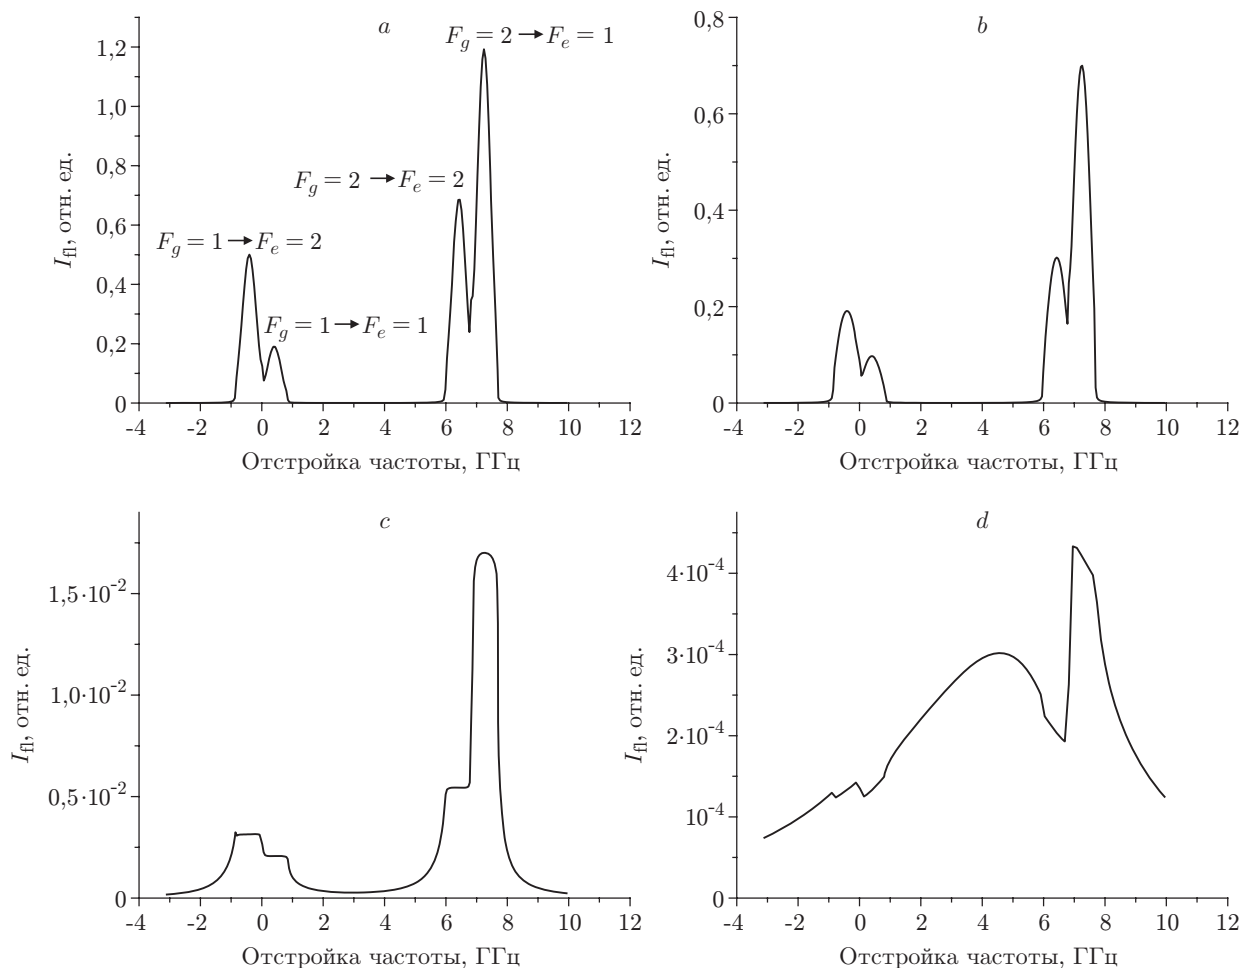 a
F_g = 2 → F_e = 1
I_fl, отн. ед.
1,2
1,0
0,8
0,6
0,4
0,2
0
F_g = 2 → F_e = 2
F_g = 1 → F_e = 2
F_g = 1 → F_e = 1
-4 -2 0 2 4 6 8 10 12
Отстройка частоты, ГГц
b
I_fl, отн. ед.
0,8
0,6
0,4
0,2
0
-4 -2 0 2 4 6 8 10 12
Отстройка частоты, ГГц
c
I_fl, отн. ед.
1,5·10^-2
1,0·10^-2
0,5·10^-2
0
-4 -2 0 2 4 6 8 10 12
Отстройка частоты, ГГц
d
I_fl, отн. ед.
4·10^-4
3·10^-4
2·10^-4
10^-4
0
-4 -2 0 2 4 6 8 10 12
Отстройка частоты, ГГц